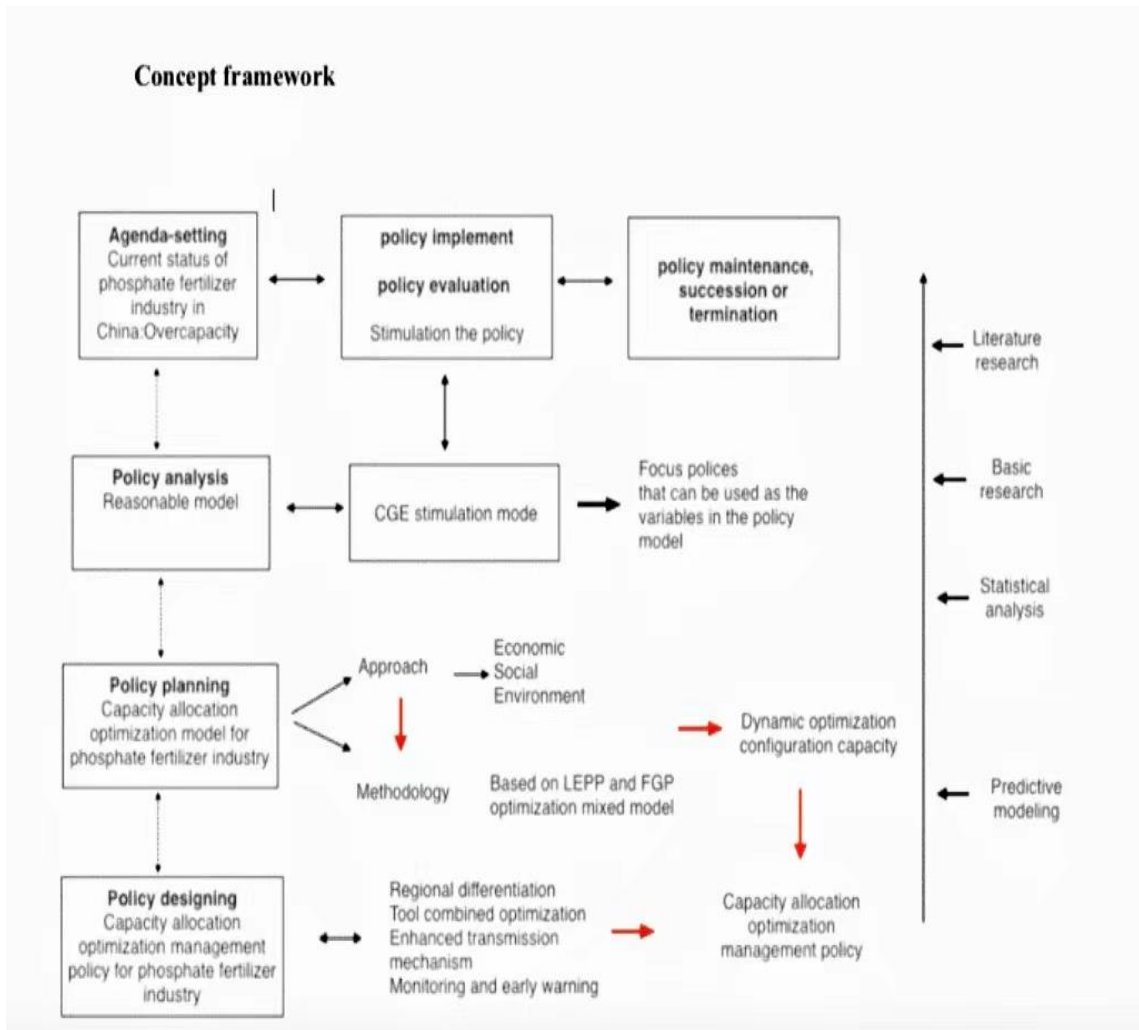 Concept framework
Agenda-setting
Current status of
phosphate fertilizer
industry in
China:Overcapacity
policy implement
policy evaluation
Stimulation the policy
policy maintenance,
succession or
termination
Literature
research
Policy analysis
Reasonable model
CGE stimulation mode
Focus polices
that can be used as the
variables in the policy
model
Basic
research
Statistical
analysis
Policy planning
Capacity allocation
optimization model for
phosphate fertilizer industry
Approach
Economic
Social
Environment
Methodology
Based on LEPP and FGP
optimization mixed model
Dynamic optimization
configuration capacity
Predictive
modeling
Policy designing
Capacity allocation
optimization management
policy for phosphate fertilizer
industry
Regional differentiation
Tool combined optimization
Enhanced transmission
mechanism
Monitoring and early warning
Capacity allocation
optimization
management policy